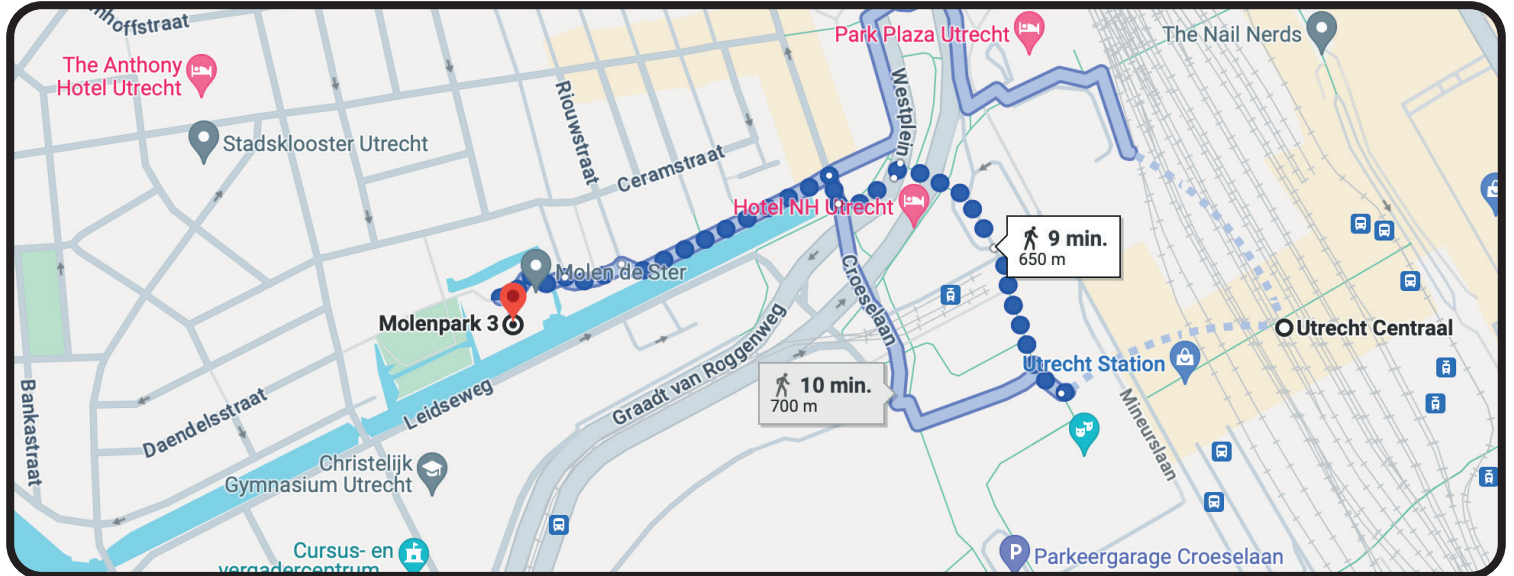 nhoffstraat
Park Plaza Utrecht
The Nail Nerds
The Anthony
Hotel Utrecht
Westplein
Riouwstraat
Stadsklooster Utrecht
Ceramstraat
Hotel NH Utrecht
9 min.
650 m
Molen de Ster
Croeselaan
Molenpark 3
Utrecht Centraal
Utrecht Station
Graadt van Roggenweg
10 min.
700 m
Bankastraat
Daendelsstraat
Leidseweg
Mineurslaan
Christelijk
Gymnasium Utrecht
Cursus- en
vergadercentrum
P
Parkeergarage Croeselaan